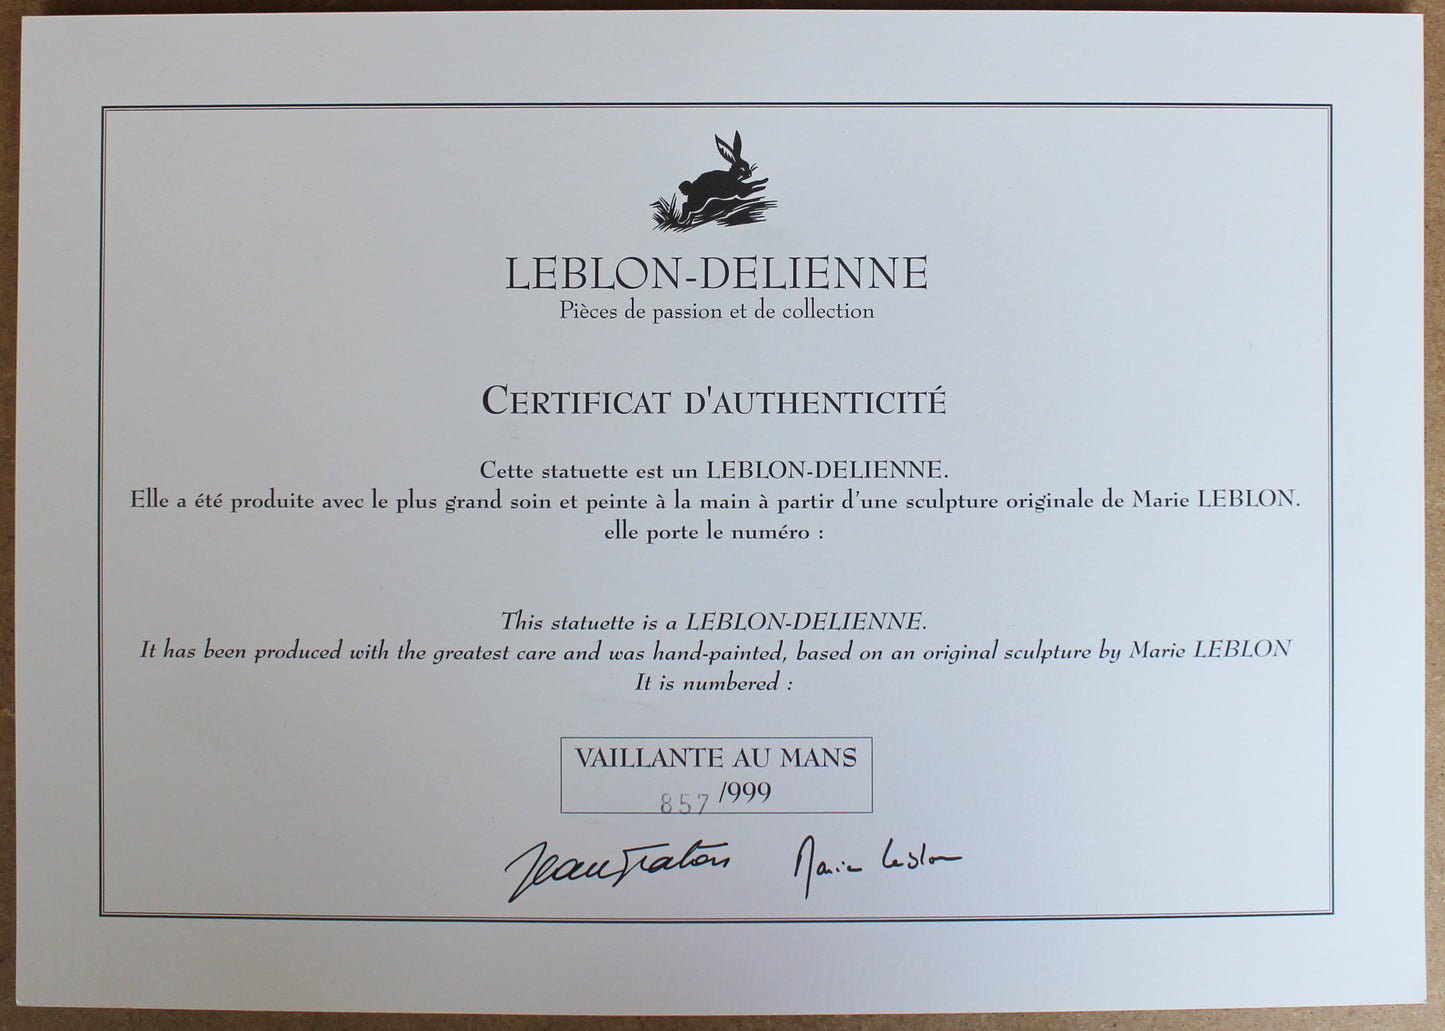 LEBLON-DELIENNE
Pièces de passion et de collection
CERTIFICAT D'AUTHENTICITÉ
Cette statuette est un LEBLON-DELIENNE.
Elle a été produite avec le plus grand soin et peinte à la main à partir d'une sculpture originale de Marie LEBLON.
elle porte le numéro :
This statuette is a LEBLON-DELIENNE.
It has been produced with the greatest care and was hand-painted, based on an original sculpture by Marie LEBLON
It is numbered :
VAILLANTE AU MANS
857 /999
Marie Leblon